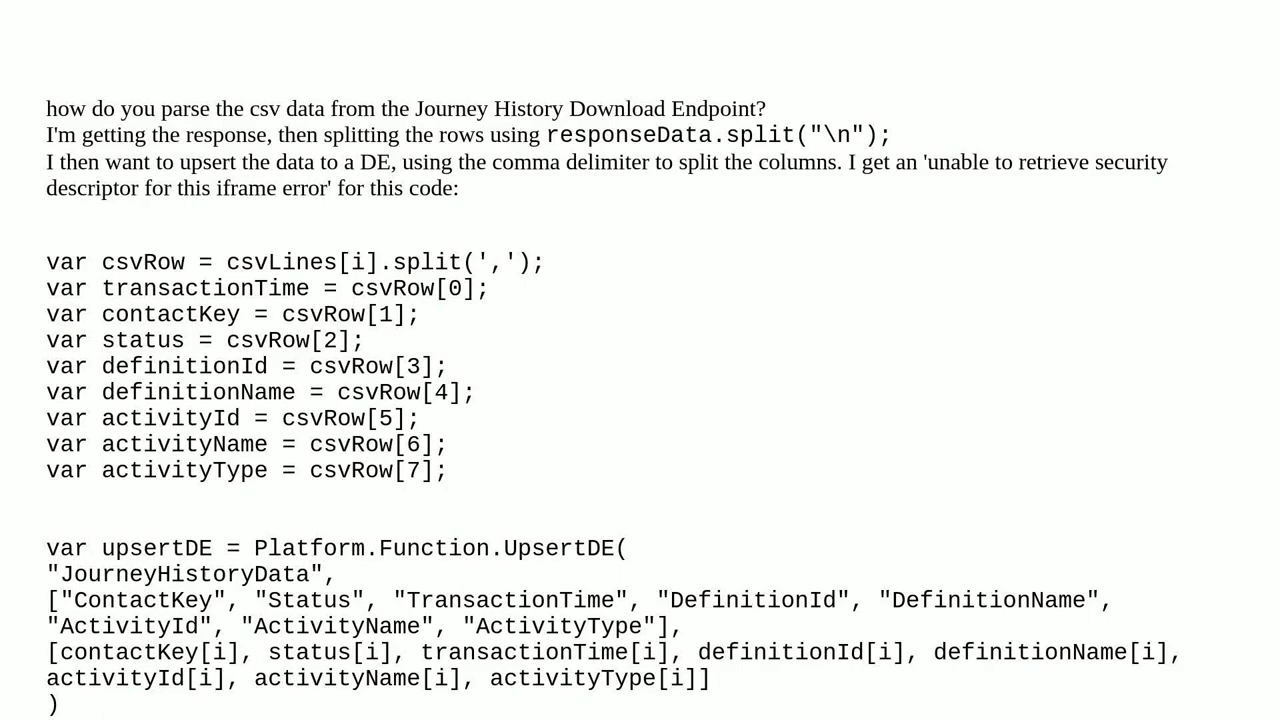 how do you parse the csv data from the Journey History Download Endpoint?
I'm getting the response, then splitting the rows using responseData.split("\n");
I then want to upsert the data to a DE, using the comma delimiter to split the columns. I get an 'unable to retrieve security
descriptor for this iframe error' for this code:
var csvRow = csvLines[i].split(',');
var transactionTime = csvRow[0];
var contactKey = csvRow[1];
var status = csvRow[2];
var definitionId = csvRow[3];
var definitionName = csvRow[4];
var activityId = csvRow[5];
var activityName = csvRow[6];
var activityType = csvRow[7];
var upsertDE = Platform.Function.UpsertDE(
"JourneyHistoryData",
["ContactKey", "Status", "TransactionTime", "DefinitionId", "DefinitionName",
"ActivityId", "ActivityName", "ActivityType"],
[contactKey[i], status[i], transactionTime[i], definitionId[i], definitionName[i],
activityId[i], activityName[i], activityType[i]]
)